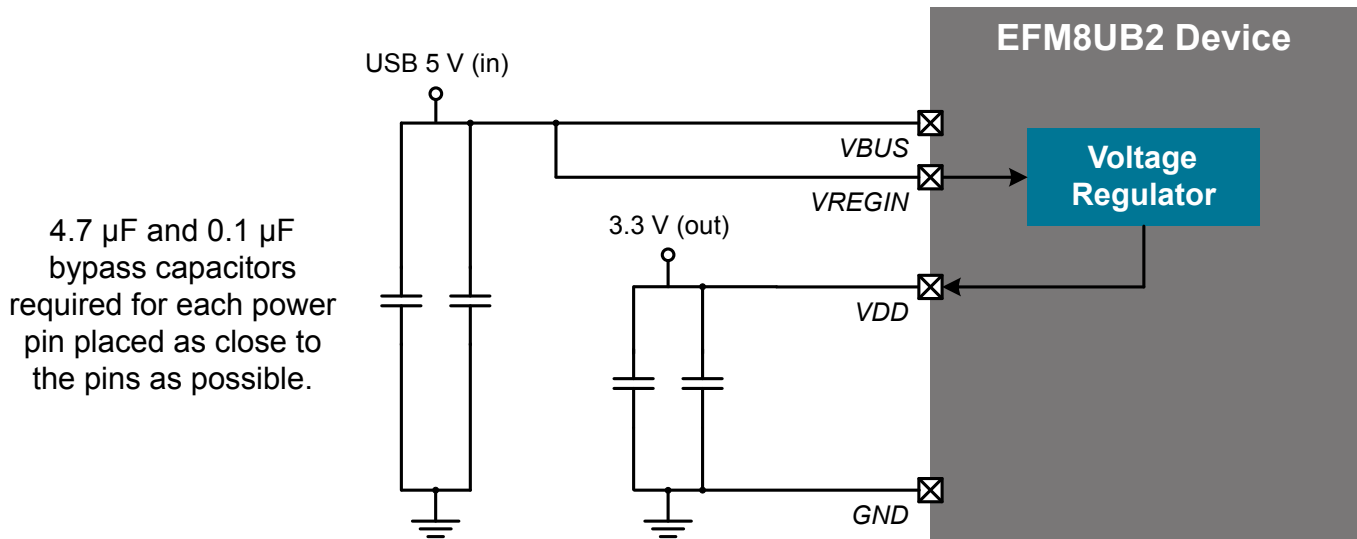 EFM8UB2 Device
USB 5 V (in)
VBUS
Voltage
Regulator
VREGIN
4.7 µF and 0.1 µF
bypass capacitors
required for each power
pin placed as close to
the pins as possible.
3.3 V (out)
VDD
GND